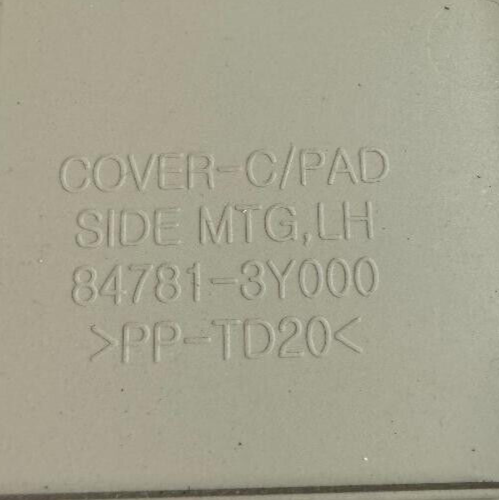 COVER-C/PAD
SIDE MTG,LH
84781-3Y000
>PP-TD20<